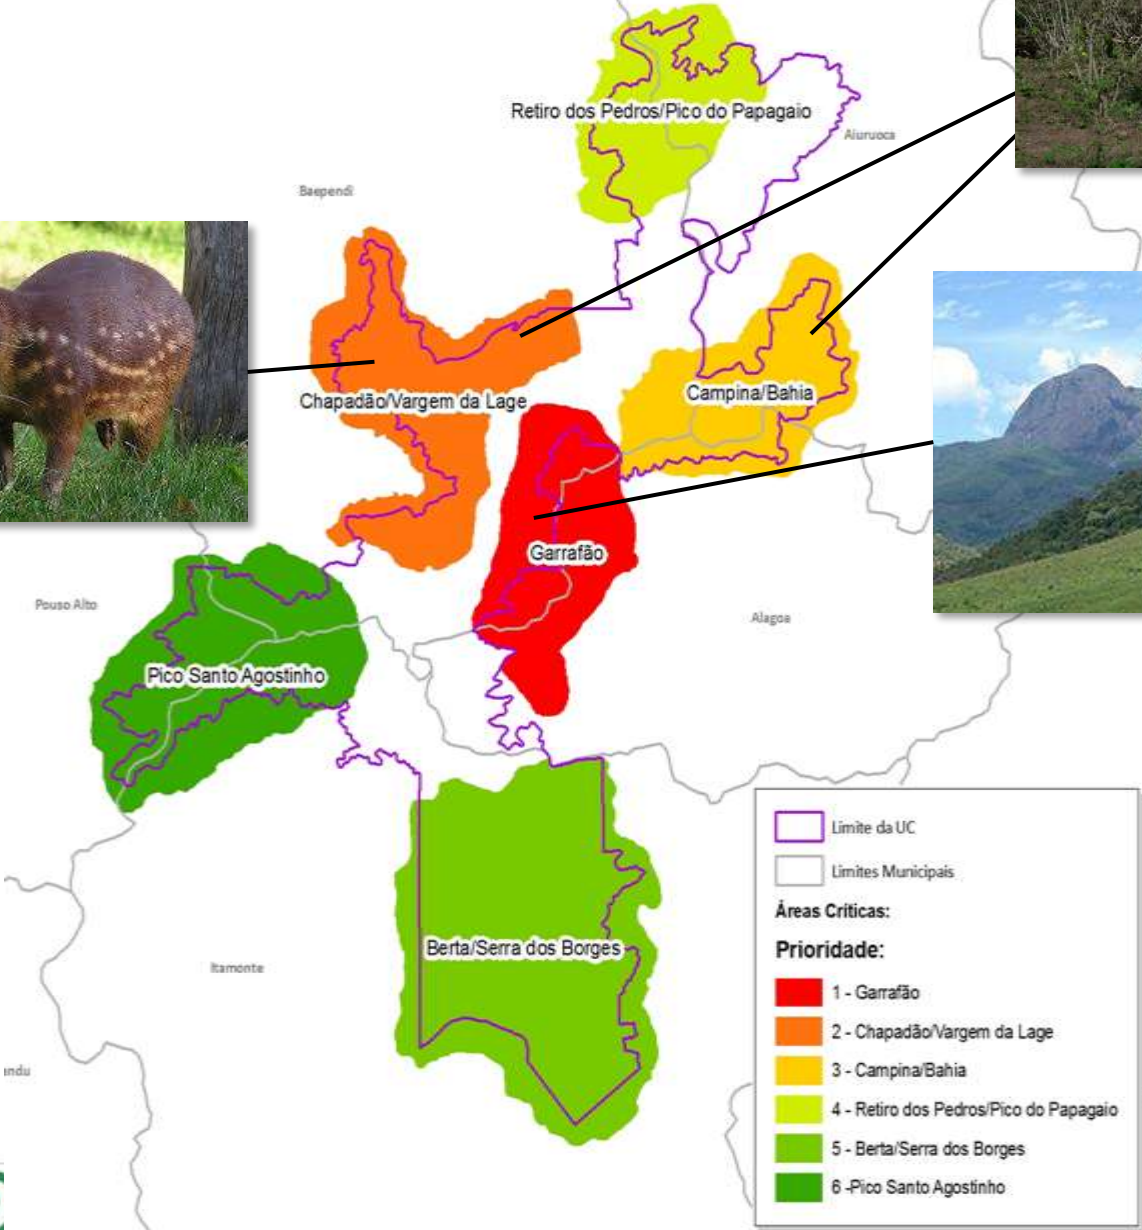 Retiro dos Pedros/Pico do Papagaio
Aiuruoca
Baependi
Chapadão/Vargem da Lage
Campina/Bahia
Garrafão
Pouso Alto
Alagoa
Pico Santo Agostinho
Berta/Serra dos Borges
Itamonte
andu
Limite da UC
Limites Municipais
Áreas Críticas:
Prioridade:
1 - Garrafão
2 - Chapadão/Vargem da Lage
3 - Campina/Bahia
4 - Retiro dos Pedros/Pico do Papagaio
5 - Berta/Serra dos Borges
6 -Pico Santo Agostinho